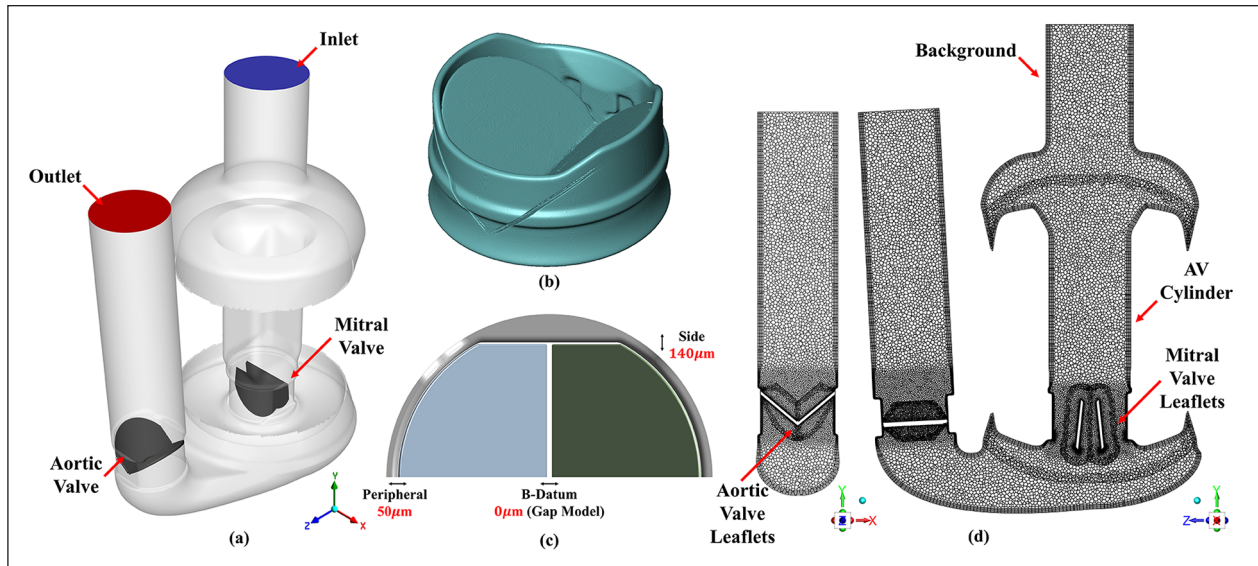 Inlet
Outlet
Mitral
Valve
Aortic
Valve
Y
Z
X
(a)
(b)
Side
140μm
Peripheral
50μm
B-Datum
0μm (Gap Model)
(c)
Background
AV
Cylinder
Mitral
Valve
Leaflets
Aortic
Valve
Leaflets
Y
Z
X
Y
Z
X
(d)